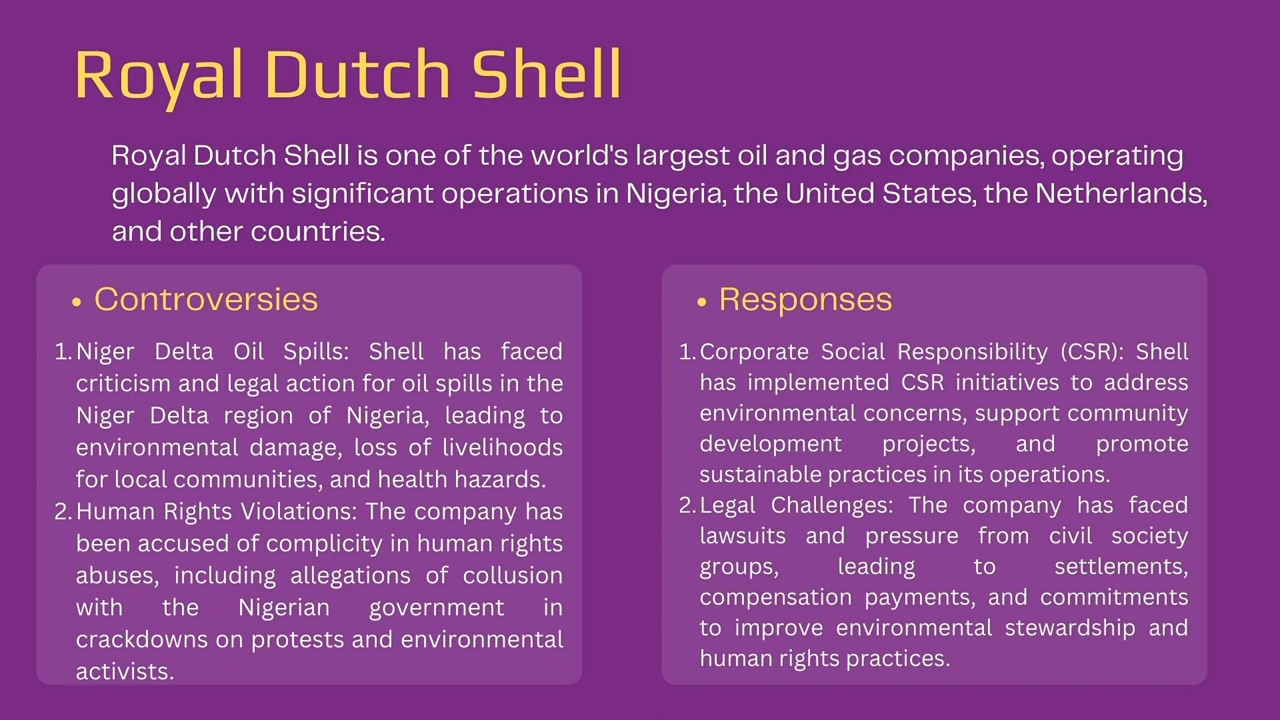 Royal Dutch Shell
Royal Dutch Shell is one of the world's largest oil and gas companies, operating
globally with significant operations in Nigeria, the United States, the Netherlands,
and other countries.
• Controversies
1. Niger Delta Oil Spills: Shell has faced
criticism and legal action for oil spills in the
Niger Delta region of Nigeria, leading to
environmental damage, loss of livelihoods
for local communities, and health hazards.
2. Human Rights Violations: The company has
been accused of complicity in human rights
abuses, including allegations of collusion
with the Nigerian government in
crackdowns on protests and environmental
activists.
• Responses
1. Corporate Social Responsibility (CSR): Shell
has implemented CSR initiatives to address
environmental concerns, support community
development projects, and promote
sustainable practices in its operations.
2. Legal Challenges: The company has faced
lawsuits and pressure from civil society
groups, leading to settlements,
compensation payments, and commitments
to improve environmental stewardship and
human rights practices.